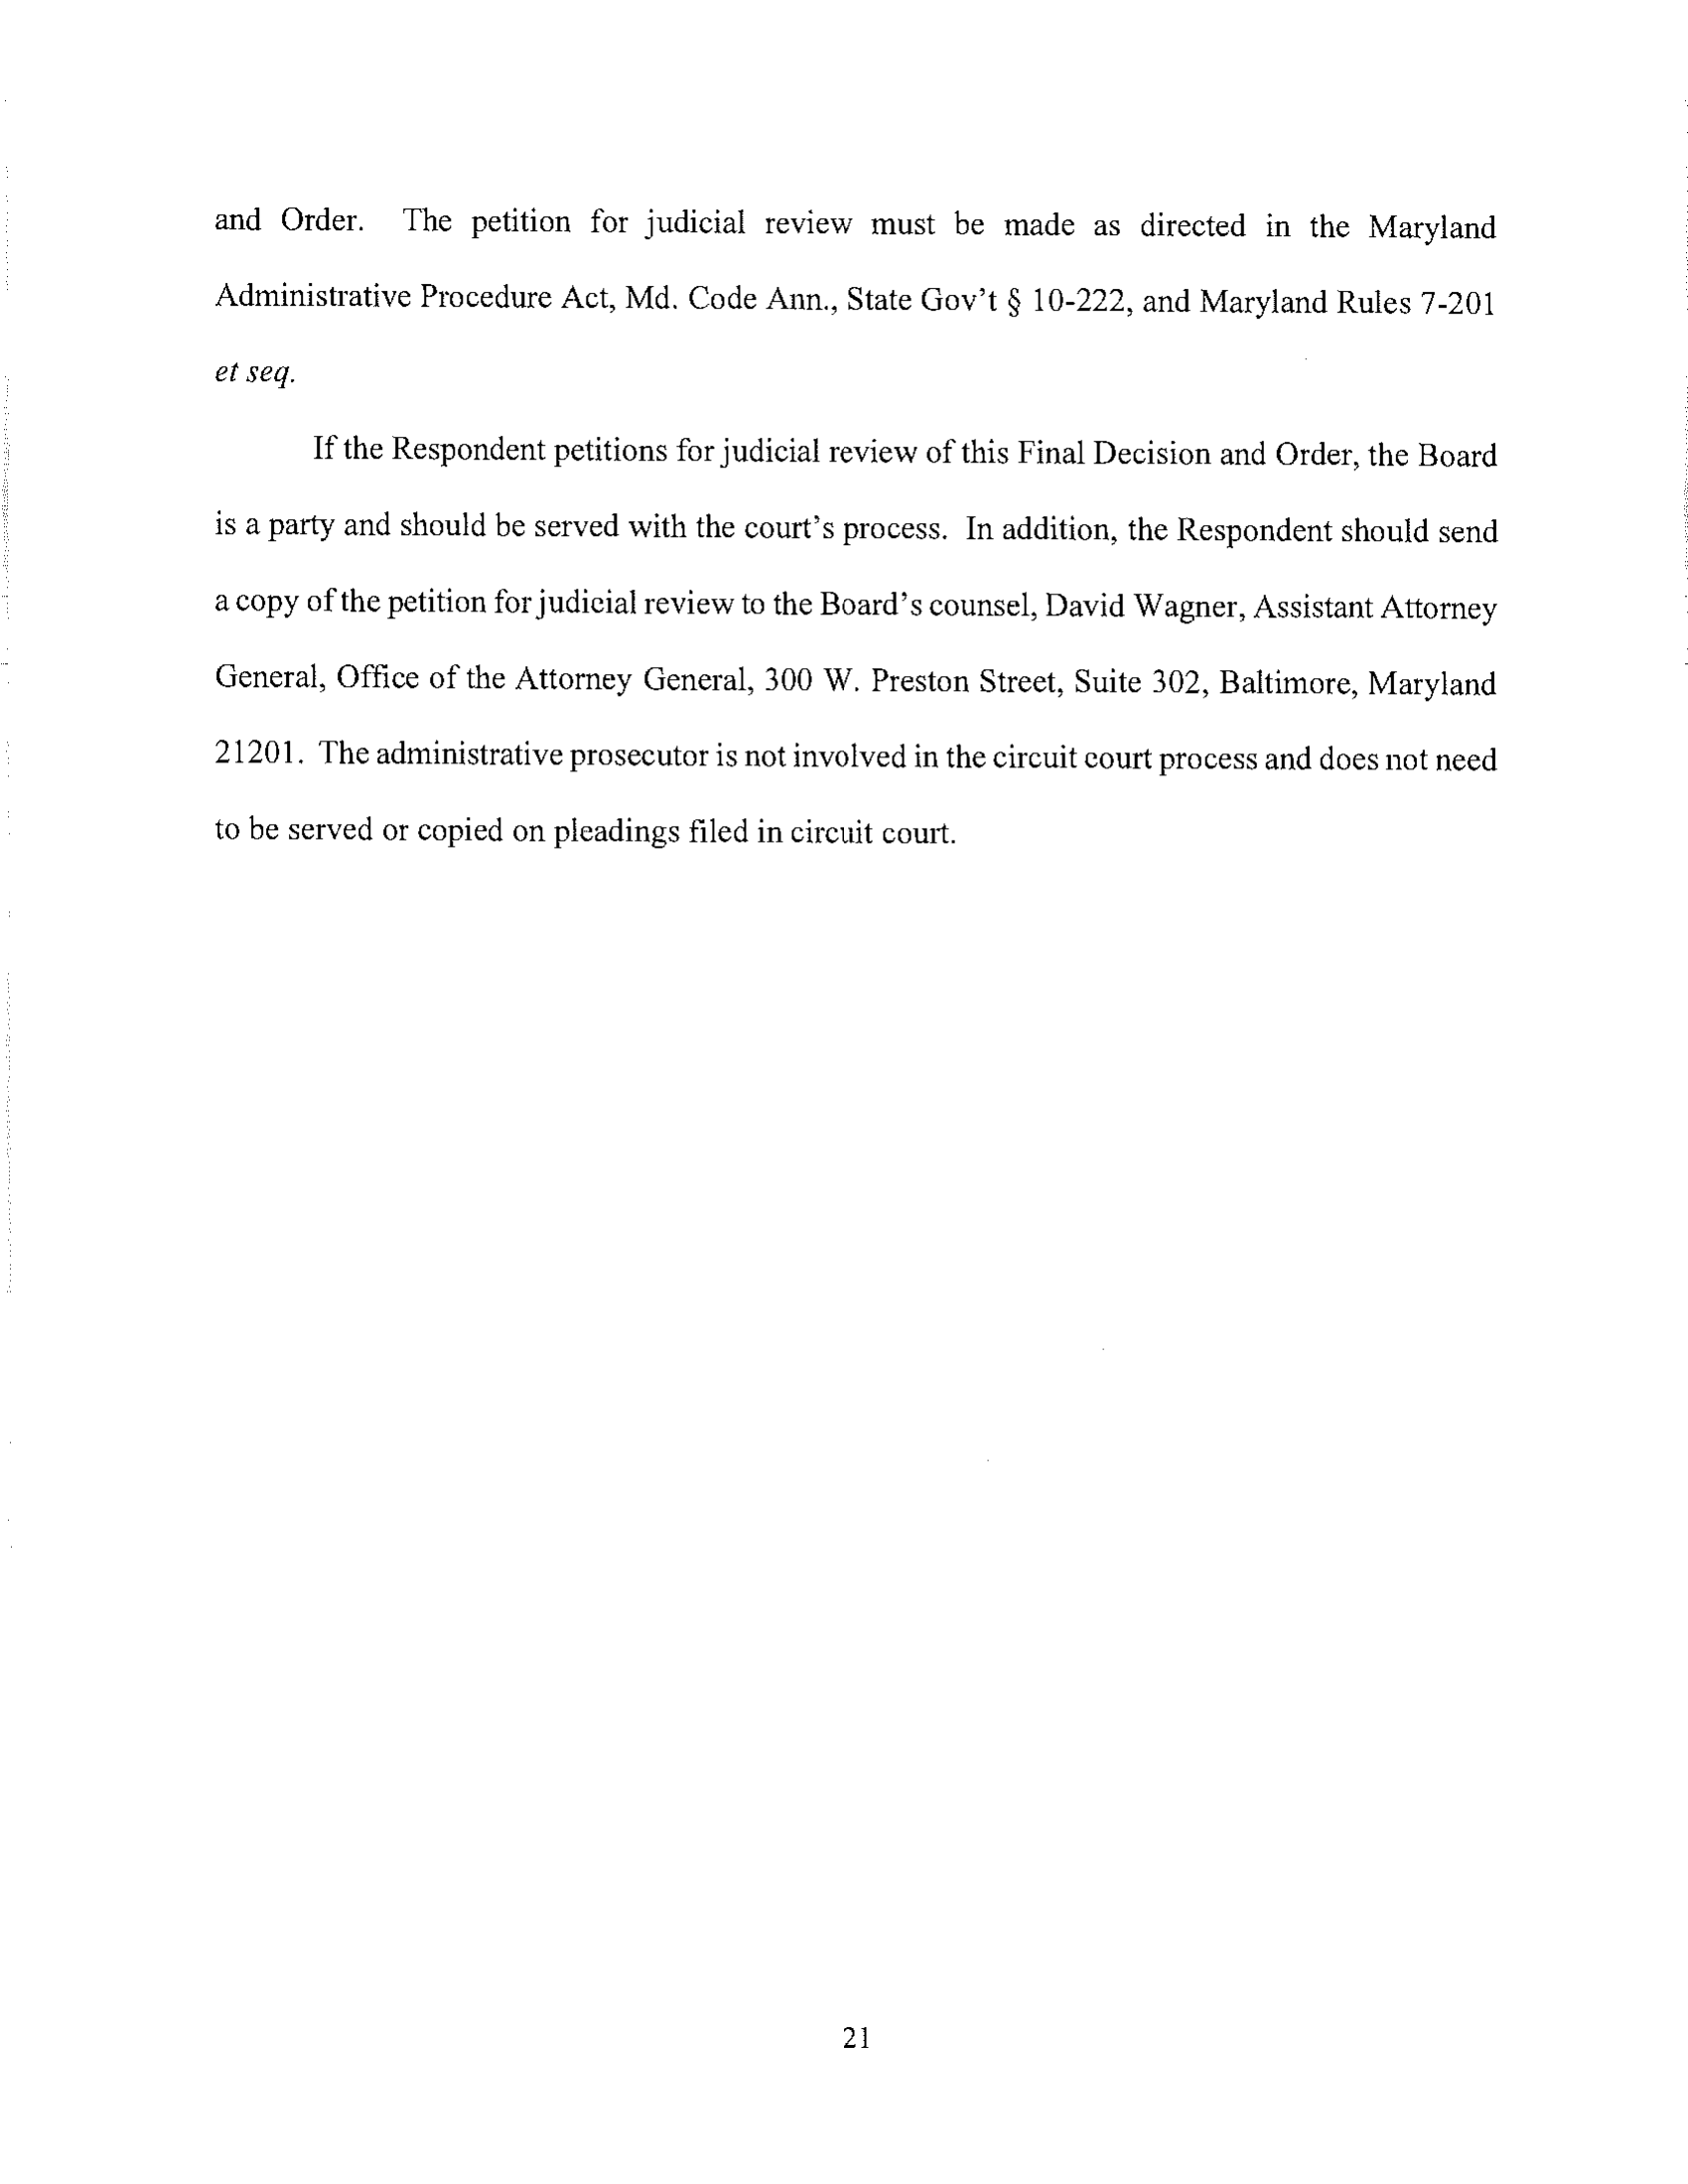 and Order. The petition for judicial review must be made as directed in the Maryland
Administrative Procedure Act, Md. Code Ann., State Gov't § 10-222, and Maryland Rules 7-201
et seq.
If the Respondent petitions for judicial review of this Final Decision and Order, the Board
is a party and should be served with the court's process. In addition, the Respondent should send
a copy of the petition for judicial review to the Board's counsel, David Wagner, Assistant Attorney
General, Office of the Attorney General, 300 W. Preston Street, Suite 302, Baltimore, Maryland
21201. The administrative prosecutor is not involved in the circuit court process and does not need
to be served or copied on pleadings filed in circuit court.
21